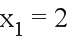 x₁ = 2